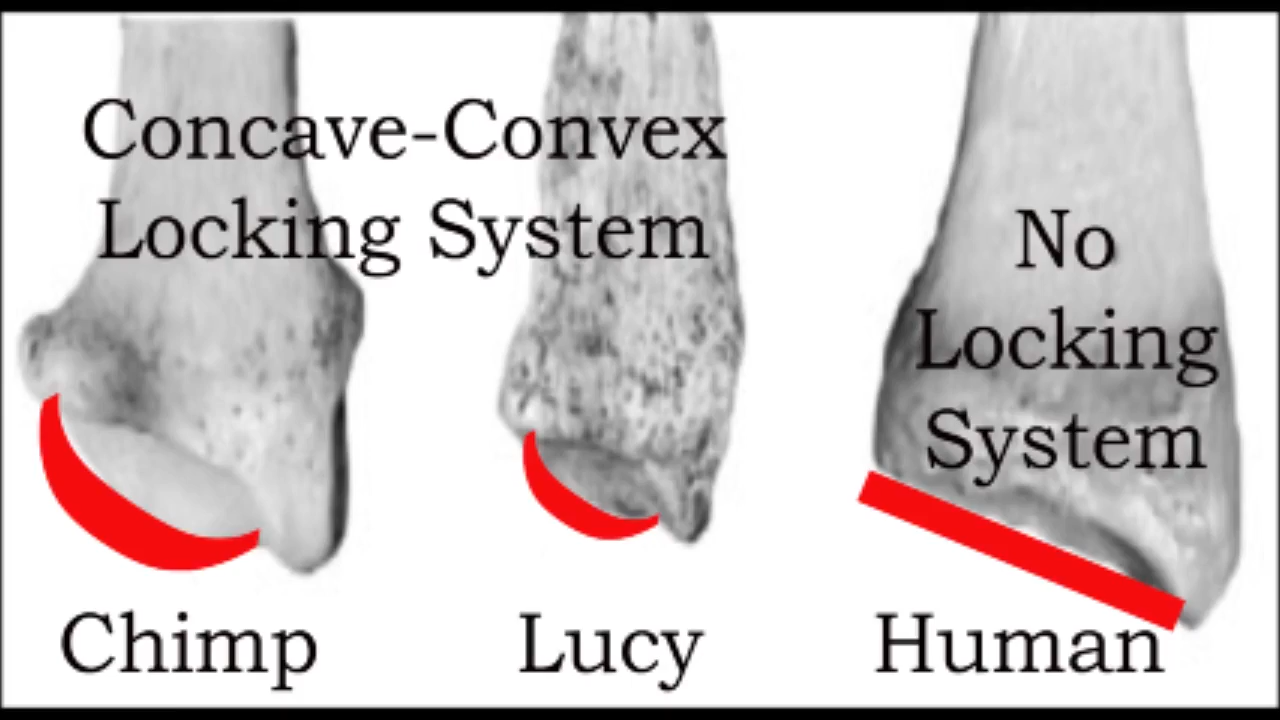 Concave-Convex
Locking System
No
Locking
System
Chimp
Lucy
Human